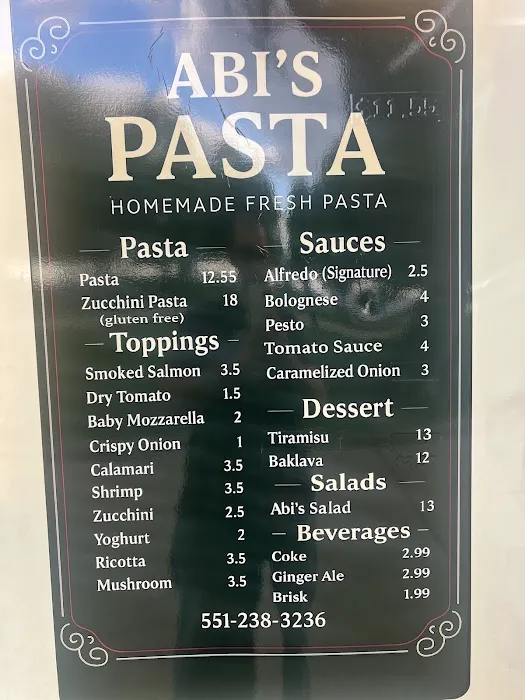 ABI'S
PASTA
HOMEMADE FRESH PASTA
Pasta
Pasta 12.55
Zucchini Pasta 18
(gluten free)
Toppings
Smoked Salmon 3.5
Dry Tomato 1.5
Baby Mozzarella 2
Crispy Onion 1
Calamari 3.5
Shrimp 3.5
Zucchini 2.5
Yoghurt 2
Ricotta 3.5
Mushroom 3.5
Sauces
Alfredo (Signature) 2.5
Bolognese 4
Pesto 3
Tomato Sauce 4
Caramelized Onion 3
Dessert
Tiramisu 13
Baklava 12
Salads
Abi's Salad 13
Beverages
Coke 2.99
Ginger Ale 2.99
Brisk 1.99
551-238-3236